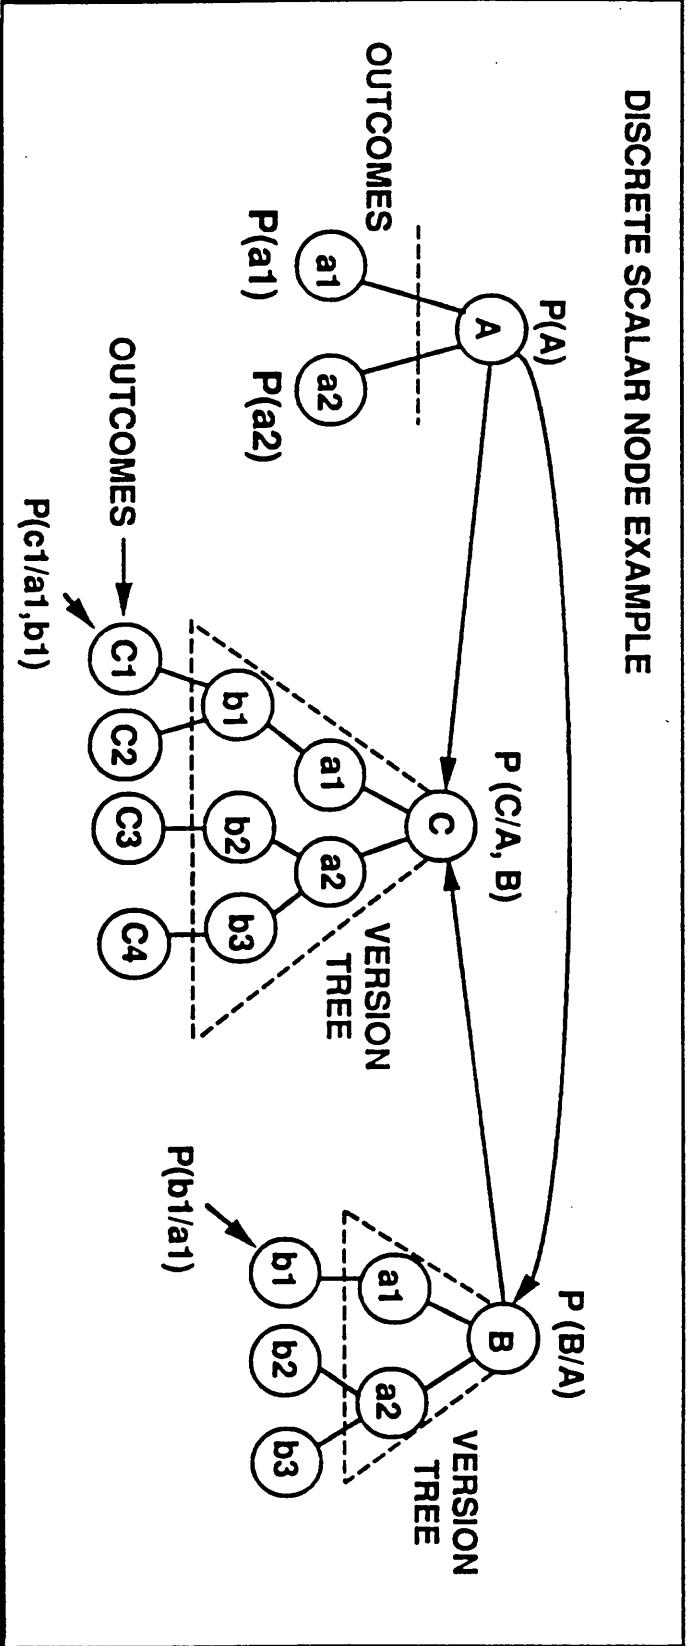 DISCRETE SCALAR NODE EXAMPLE
P(A)
A
OUTCOMES
a1
a2
P(a1)
P(a2)
P (C/A, B)
C
VERSION
TREE
a1
a2
b1
b2
b3
OUTCOMES
C1
C2
C3
C4
P(c1/a1,b1)
P (B/A)
B
VERSION
TREE
a1
a2
b1
b2
b3
P(b1/a1)